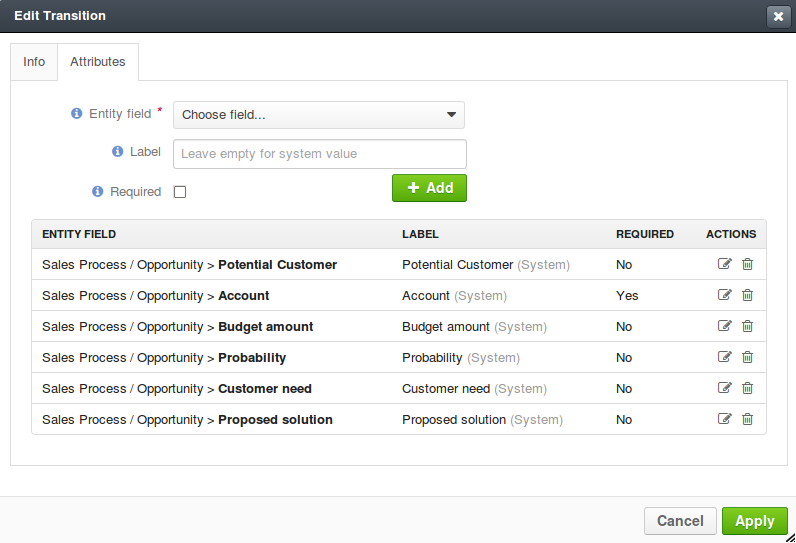 Edit Transition
Info Attributes
Entity field *
Choose field...
Label
Leave empty for system value
Required
Add
ENTITY FIELD LABEL REQUIRED ACTIONS
Sales Process / Opportunity > Potential Customer Potential Customer (System) No
Sales Process / Opportunity > Account Account (System) Yes
Sales Process / Opportunity > Budget amount Budget amount (System) No
Sales Process / Opportunity > Probability Probability (System) No
Sales Process / Opportunity > Customer need Customer need (System) No
Sales Process / Opportunity > Proposed solution Proposed solution (System) No
Cancel Apply